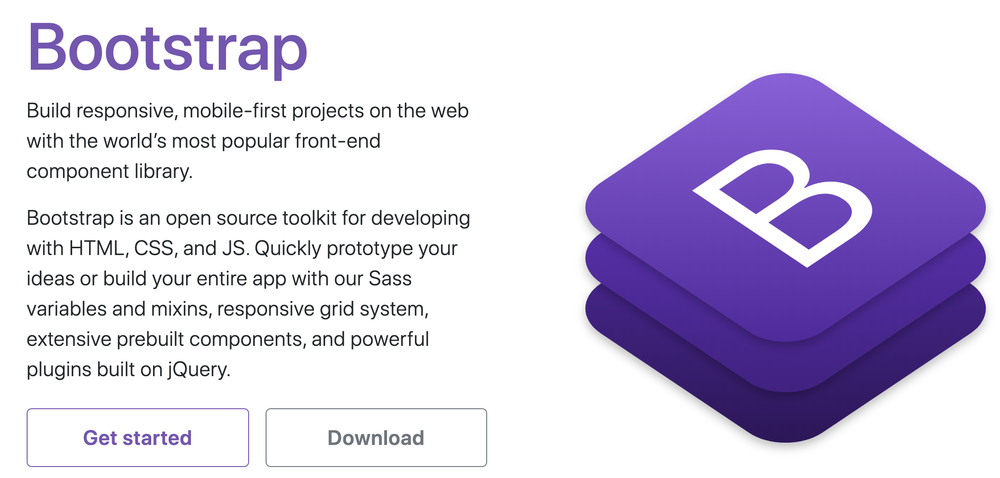 Bootstrap
Build responsive, mobile-first projects on the web
with the world’s most popular front-end
component library.
Bootstrap is an open source toolkit for developing
with HTML, CSS, and JS. Quickly prototype your
ideas or build your entire app with our Sass
variables and mixins, responsive grid system,
extensive prebuilt components, and powerful
plugins built on jQuery.
Get started
Download
B